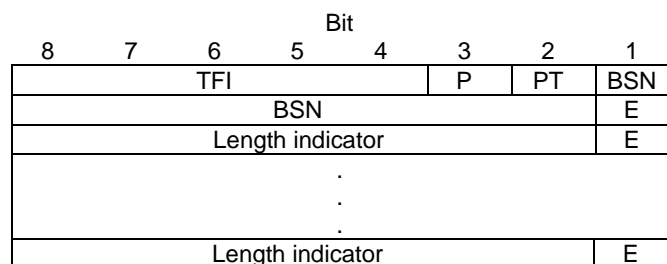 Bit
8 7 6 5 4 3 2 1
TFI P PT BSN
BSN E
Length indicator E
.
.
.
Length indicator E